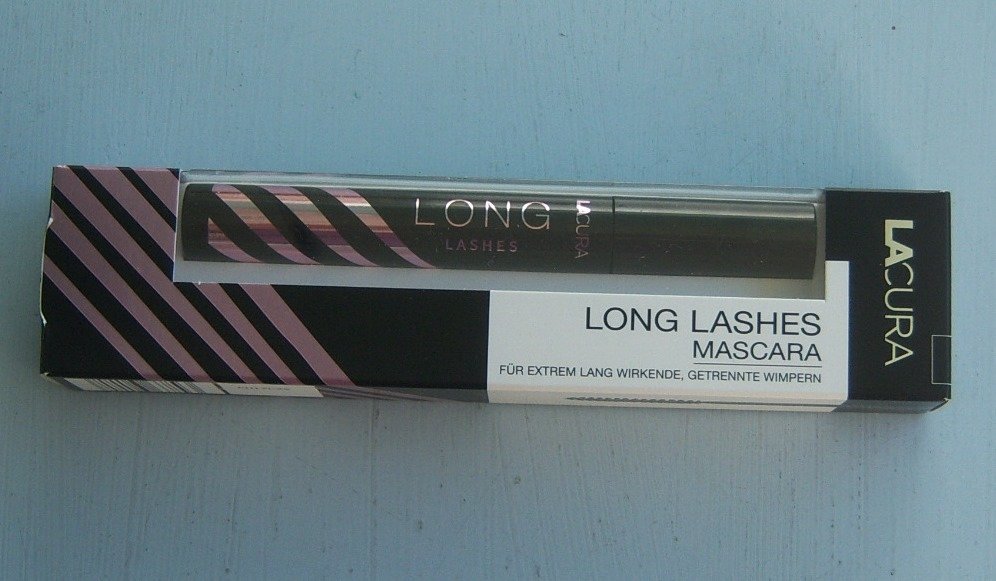 LONG
LASHES
LACURA
LACURA
LONG LASHES
MASCARA
FÜR EXTREM LANG WIRKENDE, GETRENNTE WIMPERN